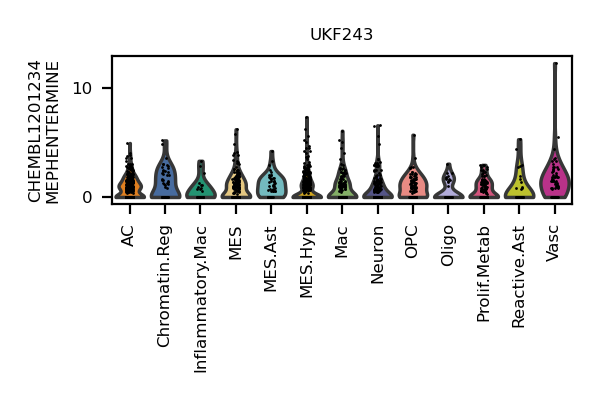 UKF243
CHEMBL1201234
MEPHENTERMINE
10
0
AC
Chromatin.Reg
Inflammatory.Mac
MES
MES.Ast
MES.Hyp
Mac
Neuron
OPC
Oligo
Prolif.Metab
Reactive.Ast
Vasc